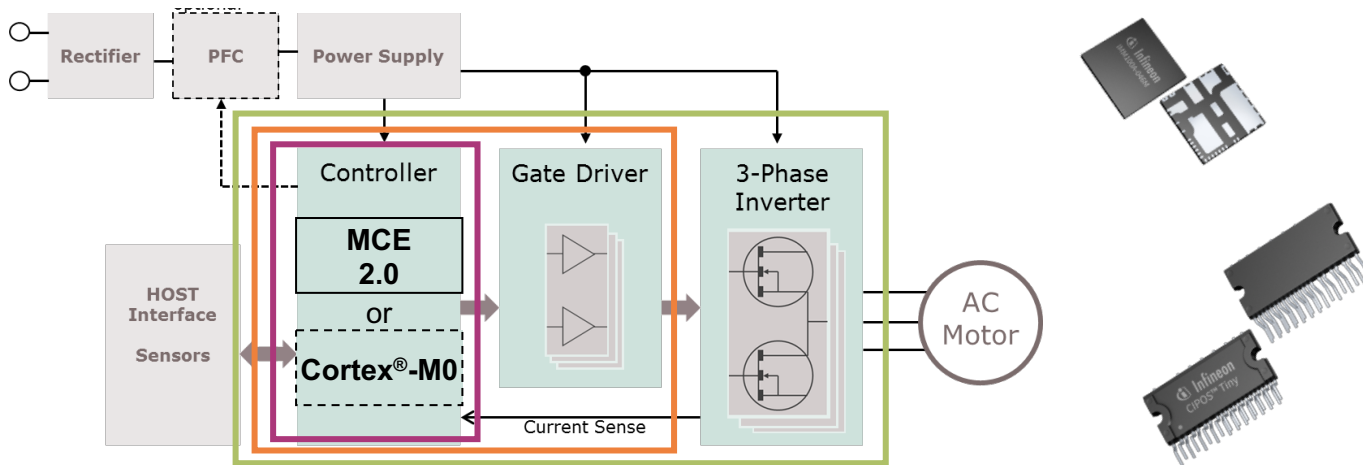 optional
Rectifier
PFC
Power Supply
Controller
Gate Driver
3-Phase
Inverter
MCE
2.0
or
Cortex®-M0
HOST
Interface
Sensors
Current Sense
AC
Motor
Infineon
Infineon
CIPOS™ Tiny